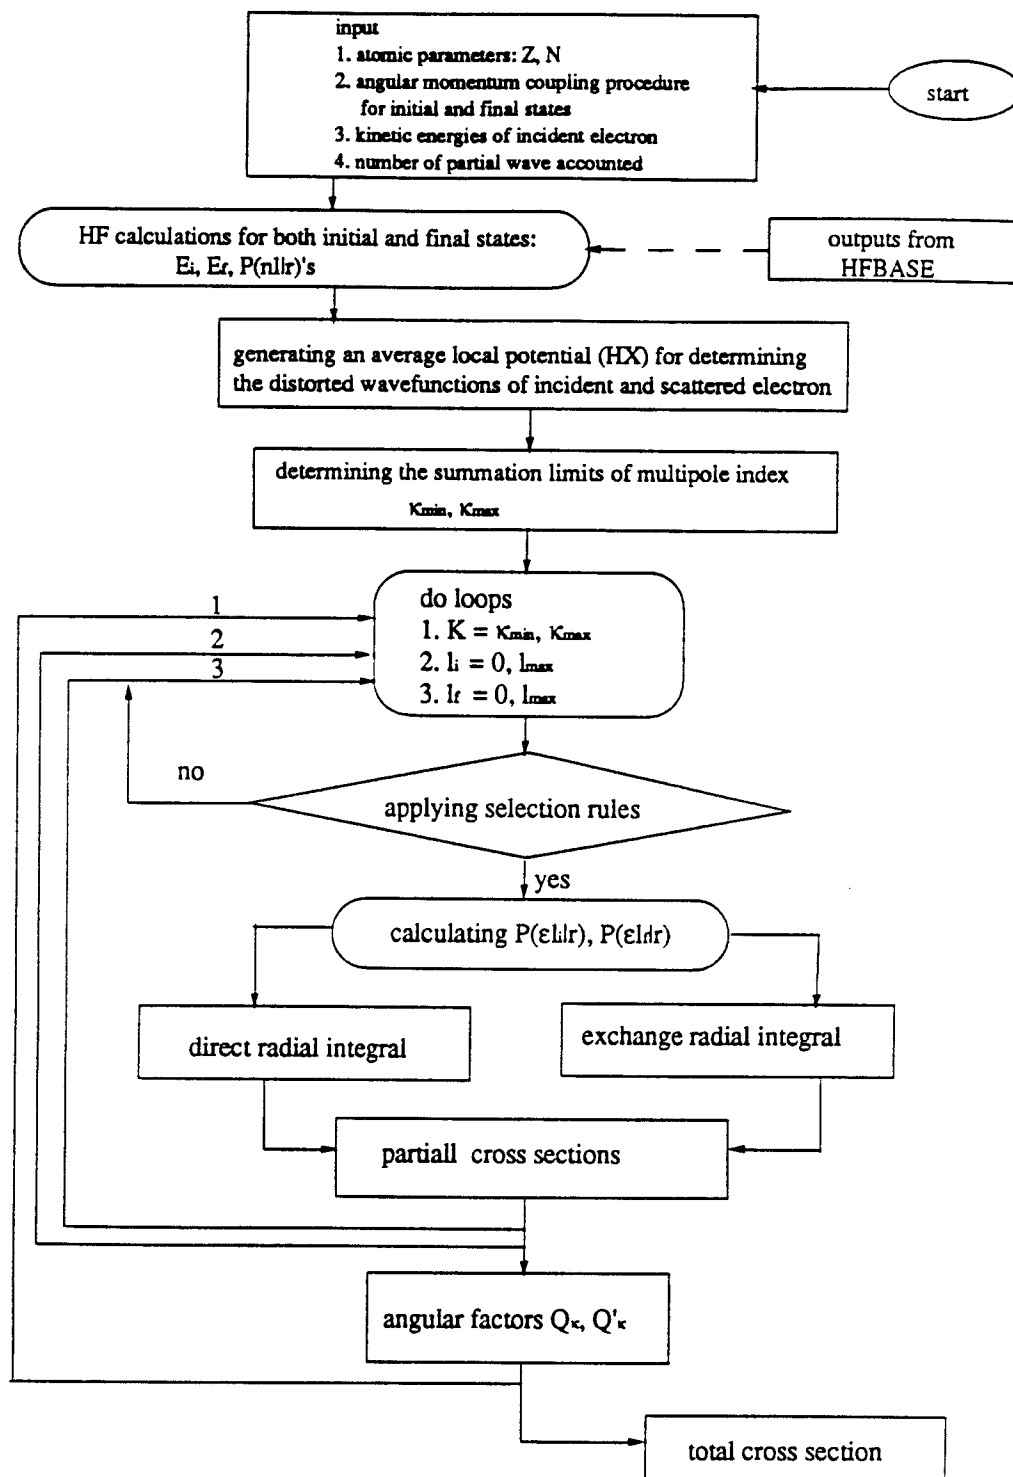 input
1. atomic parameters: Z, N
2. angular momentum coupling procedure
for initial and final states
3. kinetic energies of incident electron
4. number of partial wave accounted
start
HF calculations for both initial and final states:
Ei, Ef, P(nl|r)'s
outputs from
HFBASE
generating an average local potential (HX) for determining
the distorted wavefunctions of incident and scattered electron
determining the summation limits of multipole index
κmin, κmax
do loops
1. K = κmin, κmax
2. li = 0, lmax
3. lf = 0, lmax
1
2
3
no
applying selection rules
yes
calculating P(εli|r), P(εlf|r)
direct radial integral
exchange radial integral
partiall cross sections
angular factors Qκ, Q'κ
total cross section